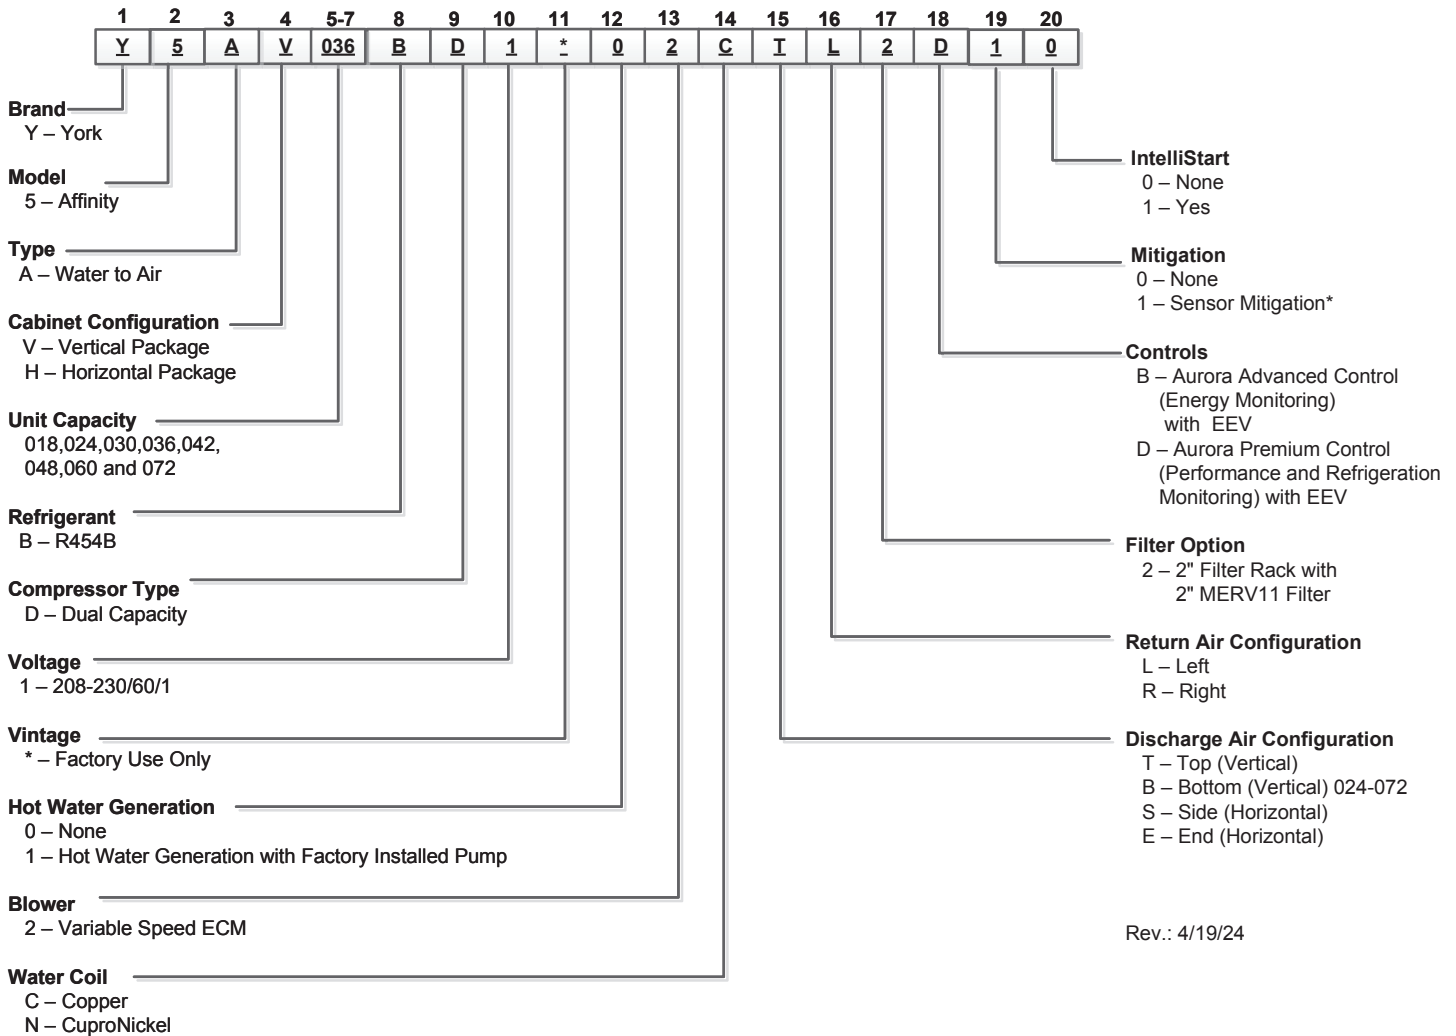 1 2 3 4 5-7 8 9 10 11 12 13 14 15 16 17 18 19 20
Y 5 A V 036 B D 1 * 0 2 C T L 2 D 1 0
Brand
Y – York
Model
5 – Affinity
Type
A – Water to Air
Cabinet Configuration
V – Vertical Package
H – Horizontal Package
Unit Capacity
018,024,030,036,042,
048,060 and 072
Refrigerant
B – R454B
Compressor Type
D – Dual Capacity
Voltage
1 – 208-230/60/1
Vintage
* – Factory Use Only
Hot Water Generation
0 – None
1 – Hot Water Generation with Factory Installed Pump
Blower
2 – Variable Speed ECM
Water Coil
C – Copper
N – CuproNickel
IntelliStart
0 – None
1 – Yes
Mitigation
0 – None
1 – Sensor Mitigation*
Controls
B – Aurora Advanced Control
(Energy Monitoring)
with EEV
D – Aurora Premium Control
(Performance and Refrigeration
Monitoring) with EEV
Filter Option
2 – 2" Filter Rack with
2" MERV11 Filter
Return Air Configuration
L – Left
R – Right
Discharge Air Configuration
T – Top (Vertical)
B – Bottom (Vertical) 024-072
S – Side (Horizontal)
E – End (Horizontal)
Rev.: 4/19/24